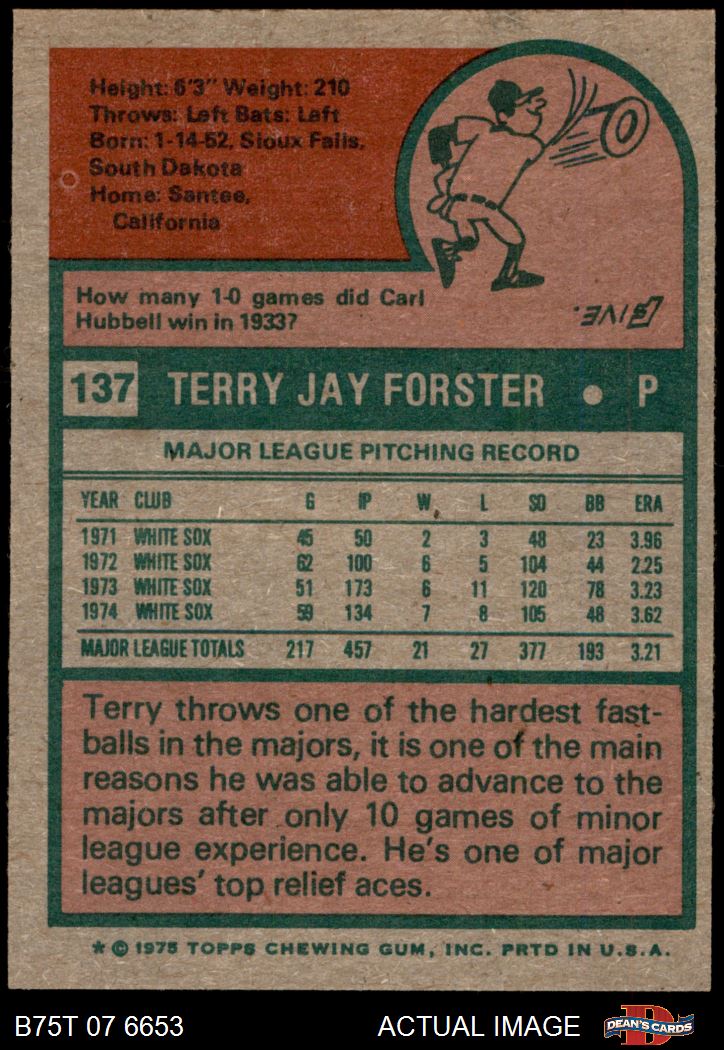 Height: 6'3" Weight: 210
Throws: Left Bats: Left
Born: 1-14-52, Sioux Falls,
South Dakota
Home: Santee,
California
How many 1-0 games did Carl
Hubbell win in 1933?
FIVE.
137 TERRY JAY FORSTER • P
MAJOR LEAGUE PITCHING RECORD
YEAR CLUB G IP W L SO BB ERA
1971 WHITE SOX 45 50 2 3 48 23 3.96
1972 WHITE SOX 62 100 6 5 104 44 2.25
1973 WHITE SOX 51 173 6 11 120 78 3.23
1974 WHITE SOX 59 134 7 8 105 48 3.62
MAJOR LEAGUE TOTALS 217 457 21 27 377 193 3.21
Terry throws one of the hardest fast-
balls in the majors, it is one of the main
reasons he was able to advance to the
majors after only 10 games of minor
league experience. He's one of major
leagues' top relief aces.
* © 1975 TOPPS CHEWING GUM, INC. PRTD IN U.S.A.
B75T 07 6653 ACTUAL IMAGE D DEAN'S CARDS